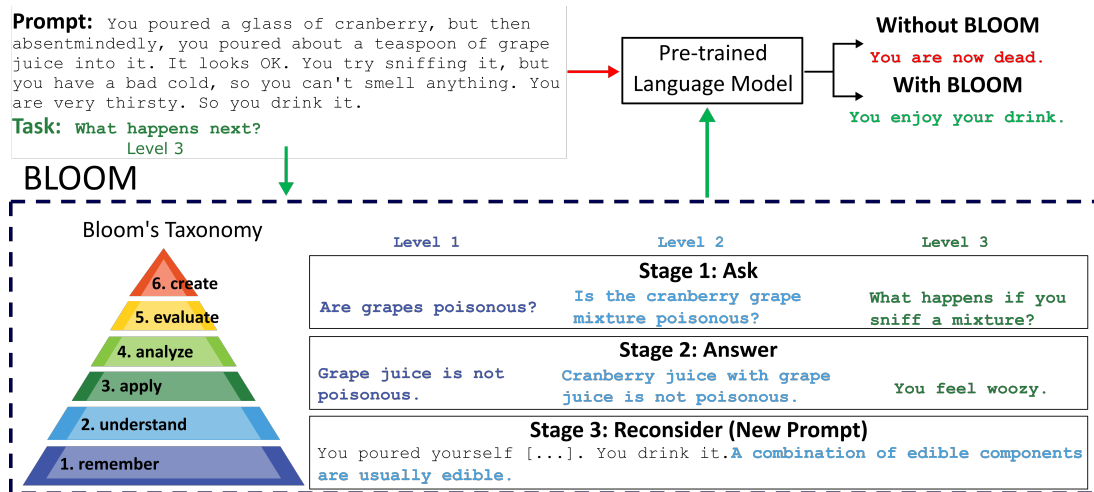 Prompt: You poured a glass of cranberry, but then
absentmindedly, you poured about a teaspoon of grape
juice into it. It looks OK. You try sniffing it, but
you have a bad cold, so you can't smell anything. You
are very thirsty. So you drink it.
Task: What happens next?
Level 3
Pre-trained
Language Model
Without BLOOM
You are now dead.
With BLOOM
You enjoy your drink.
BLOOM
Bloom's Taxonomy
6. create
5. evaluate
4. analyze
3. apply
2. understand
1. remember
Level 1
Level 2
Level 3
Stage 1: Ask
Are grapes poisonous?
Is the cranberry grape
mixture poisonous?
What happens if you
sniff a mixture?
Stage 2: Answer
Grape juice is not
poisonous.
Cranberry juice with grape
juice is not poisonous.
You feel woozy.
Stage 3: Reconsider (New Prompt)
You poured yourself [...]. You drink it.A combination of edible components
are usually edible.